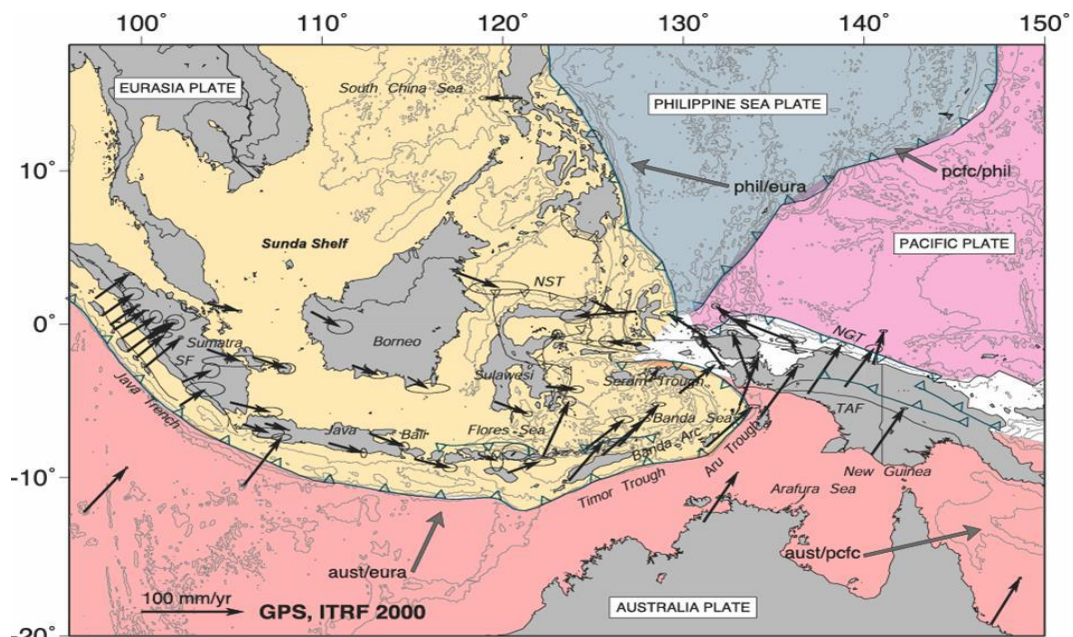 100°
110°
120°
130°
140°
150°
EURASIA PLATE
South China Sea
PHILIPPINE SEA PLATE
10°
phil/eura
pcfc/phil
Sunda Shelf
PACIFIC PLATE
NST
0°
NGT
Sumatra
SF
Borneo
Sulawesi
Seram Trough
Java Trench
TAF
Java
Bali
Flores Sea
Banda Sea
Banda Arc
Aru Trough
-10°
Timor Trough
New Guinea
Arafura Sea
aust/eura
aust/pcfc
100 mm/yr
GPS, ITRF 2000
AUSTRALIA PLATE
-20°